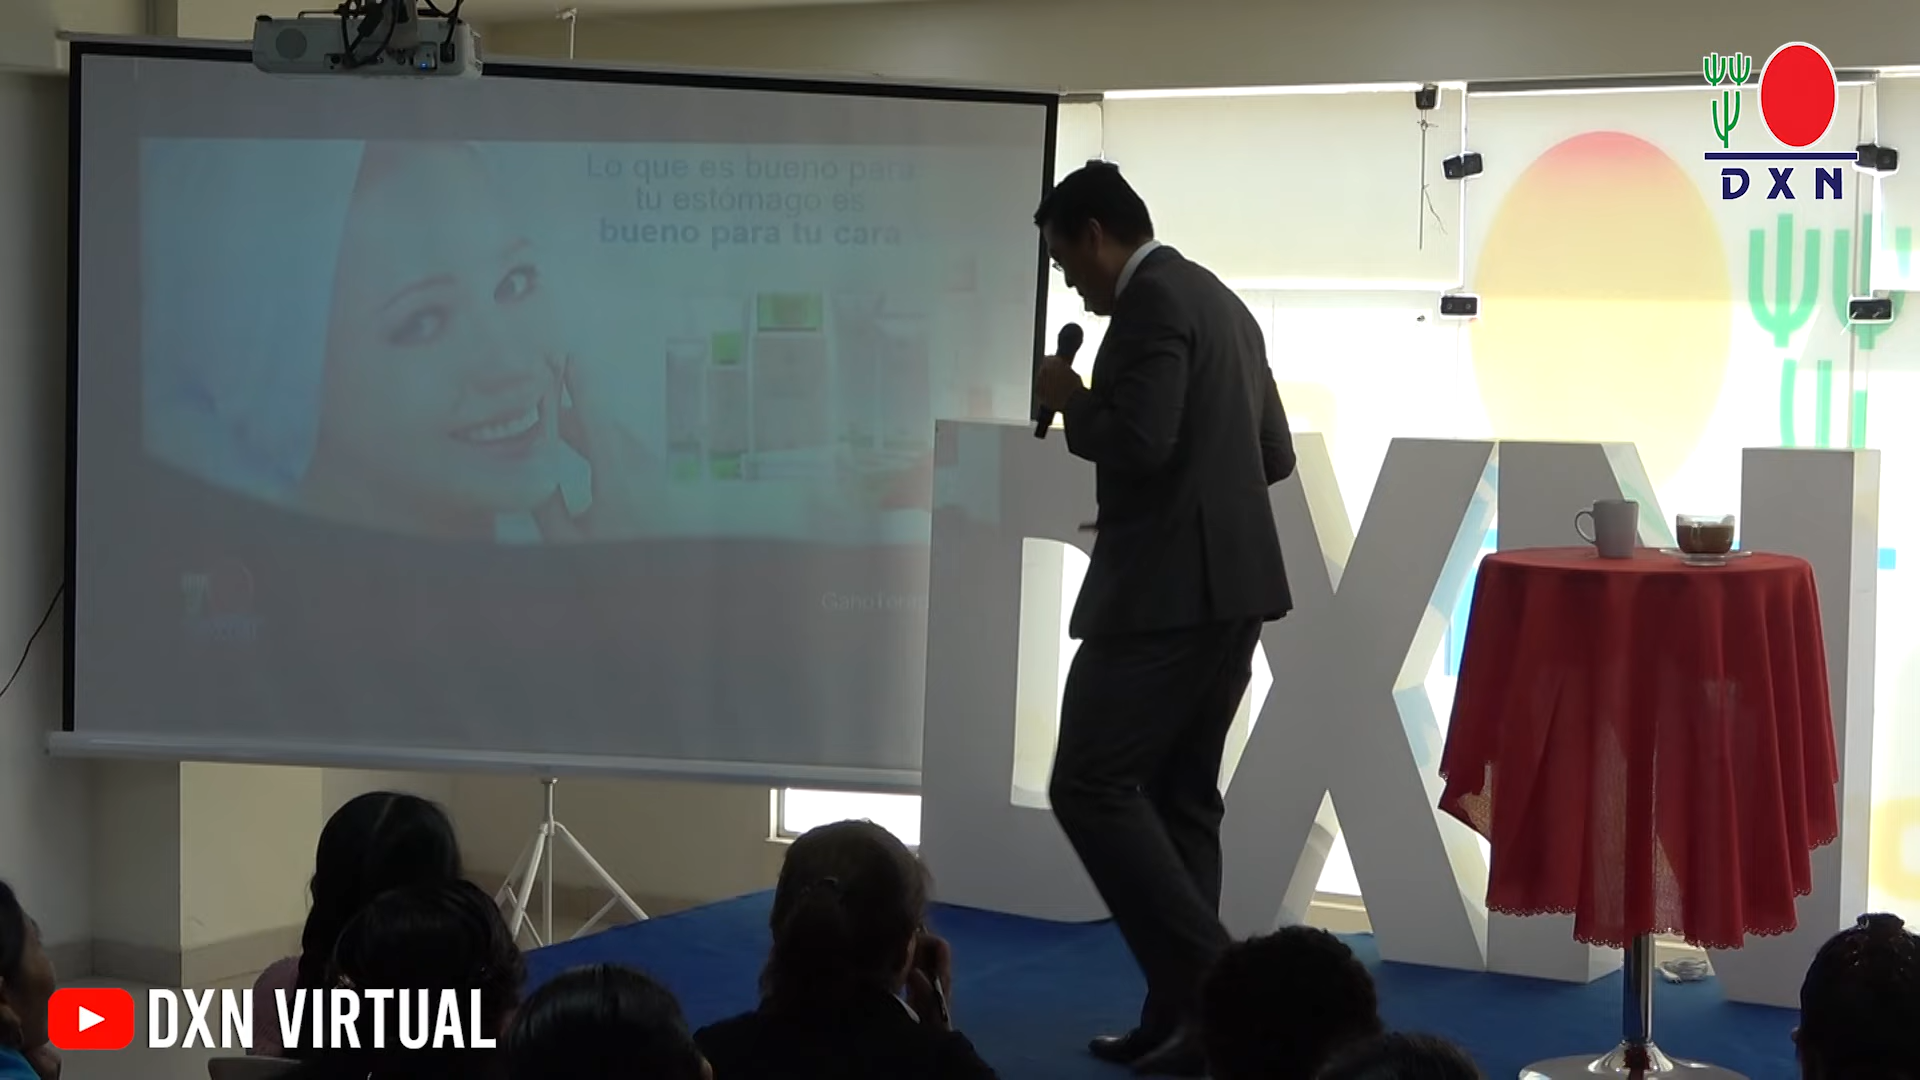 Lo que es bueno para
tu estómago es
bueno para tu cara
DXN
DXN
DXN VIRTUAL